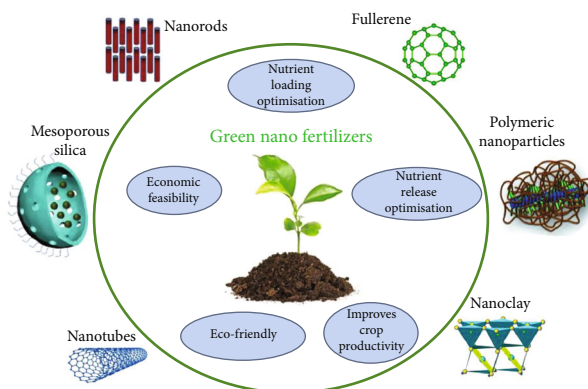 Nanorods
Fullerene
Nutrient
loading
optimisation
Green nano fertilizers
Mesoporous
silica
Polymeric
nanoparticles
Economic
feasibility
Nutrient
release
optimisation
Nanotubes
Eco-friendly
Improves
crop
productivity
Nanoclay